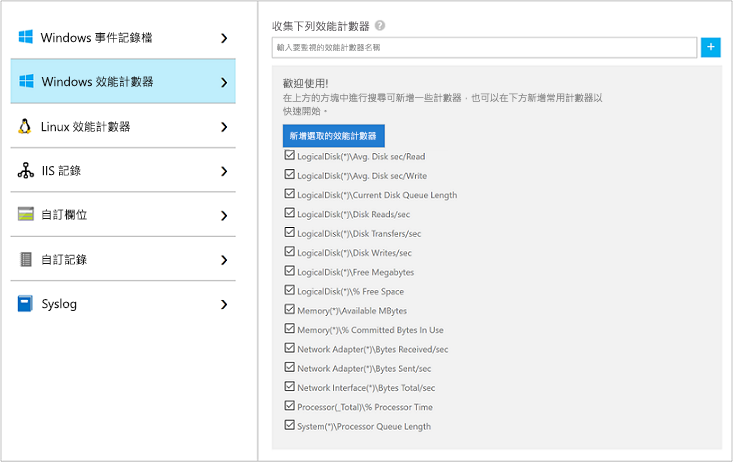 Windows 事件記錄檔
Windows 效能計數器
Linux 效能計數器
IIS 記錄
自訂欄位
自訂記錄
Syslog
收集下列效能計數器 ?
輸入要監視的效能計數器名稱
+
歡迎使用!
在上方的方塊中進行搜尋可新增一些計數器，也可以在下方新增常用計數器以
快速開始。
新增選取的效能計數器
LogicalDisk(*)\Avg. Disk sec/Read
LogicalDisk(*)\Avg. Disk sec/Write
LogicalDisk(*)\Current Disk Queue Length
LogicalDisk(*)\Disk Reads/sec
LogicalDisk(*)\Disk Transfers/sec
LogicalDisk(*)\Disk Writes/sec
LogicalDisk(*)\Free Megabytes
LogicalDisk(*)\% Free Space
Memory(*)\Available MBytes
Memory(*)\% Committed Bytes In Use
Network Adapter(*)\Bytes Received/sec
Network Adapter(*)\Bytes Sent/sec
Network Interface(*)\Bytes Total/sec
Processor(_Total)\% Processor Time
System(*)\Processor Queue Length